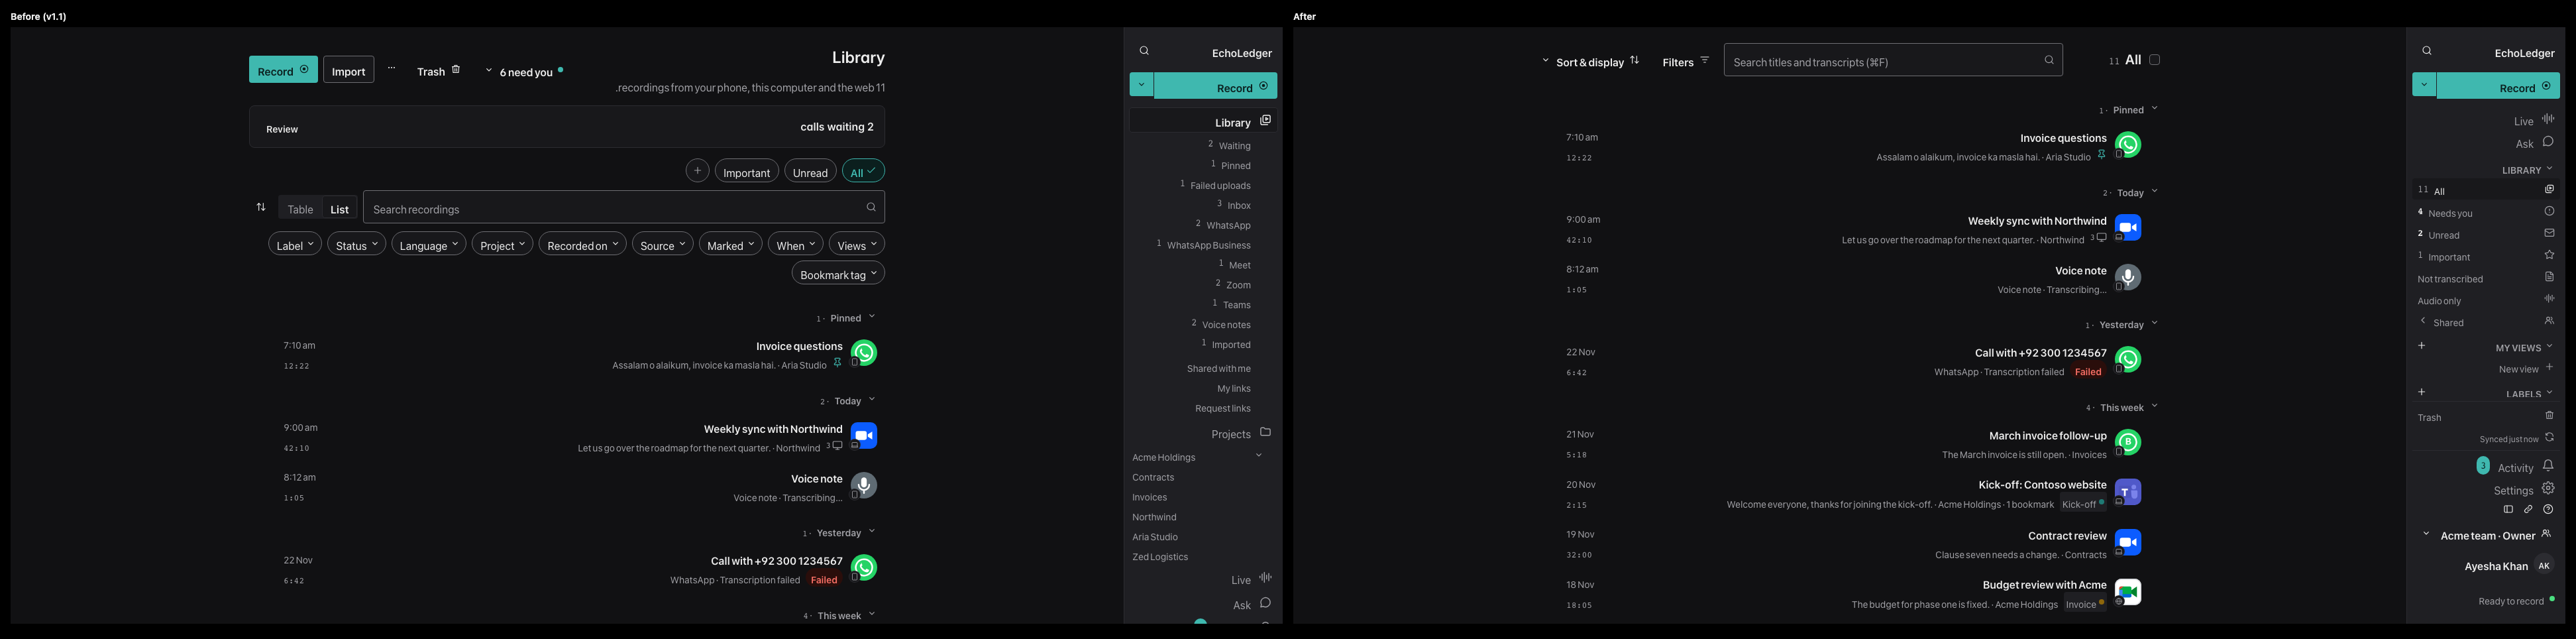 Before (v1.1)
EchoLedger
Record
Library
2 Waiting
1 Pinned
1 Failed uploads
3 Inbox
2 WhatsApp
1 WhatsApp Business
1 Meet
2 Zoom
1 Teams
2 Voice notes
1 Imported
Shared with me
My links
Request links
Projects
Acme Holdings
Contracts
Invoices
Northwind
Aria Studio
Zed Logistics
Live
Ask
Library
.recordings from your phone, this computer and the web 11
6 need you
Trash
...
Import
Record
calls waiting 2
Review
All
Unread
Important
+
Search recordings
List
Table
Views
When
Marked
Source
Recorded on
Project
Language
Status
Label
Bookmark tag
1 · Pinned
Invoice questions
7:10 am
Assalam o alaikum, invoice ka masla hai. · Aria Studio
12:22
2 · Today
Weekly sync with Northwind
9:00 am
Let us go over the roadmap for the next quarter. · Northwind 3
42:10
Voice note
8:12 am
Voice note · Transcribing...
1:05
1 · Yesterday
Call with +92 300 1234567
22 Nov
WhatsApp · Transcription failed Failed
6:42
4 · This week
After
EchoLedger
Record
Live
Ask
LIBRARY
11 All
4 Needs you
2 Unread
1 Important
Not transcribed
Audio only
Shared
+ MY VIEWS
New view +
+ LABELS
Trash
Synced just now
3 Activity
Settings
Acme team · Owner
Ayesha Khan AK
Ready to record
11 All
Search titles and transcripts (⌘F)
Filters
Sort & display
1 · Pinned
Invoice questions
7:10 am
Assalam o alaikum, invoice ka masla hai. · Aria Studio
12:22
2 · Today
Weekly sync with Northwind
9:00 am
Let us go over the roadmap for the next quarter. · Northwind 3
42:10
Voice note
8:12 am
Voice note · Transcribing...
1:05
1 · Yesterday
Call with +92 300 1234567
22 Nov
WhatsApp · Transcription failed Failed
6:42
4 · This week
March invoice follow-up
B
21 Nov
The March invoice is still open. · Invoices
5:18
Kick-off: Contoso website
T
20 Nov
Welcome everyone, thanks for joining the kick-off. · Acme Holdings · 1 bookmark Kick-off
2:15
Contract review
19 Nov
Clause seven needs a change. · Contracts
32:00
Budget review with Acme
18 Nov
The budget for phase one is fixed. · Acme Holdings Invoice
18:05